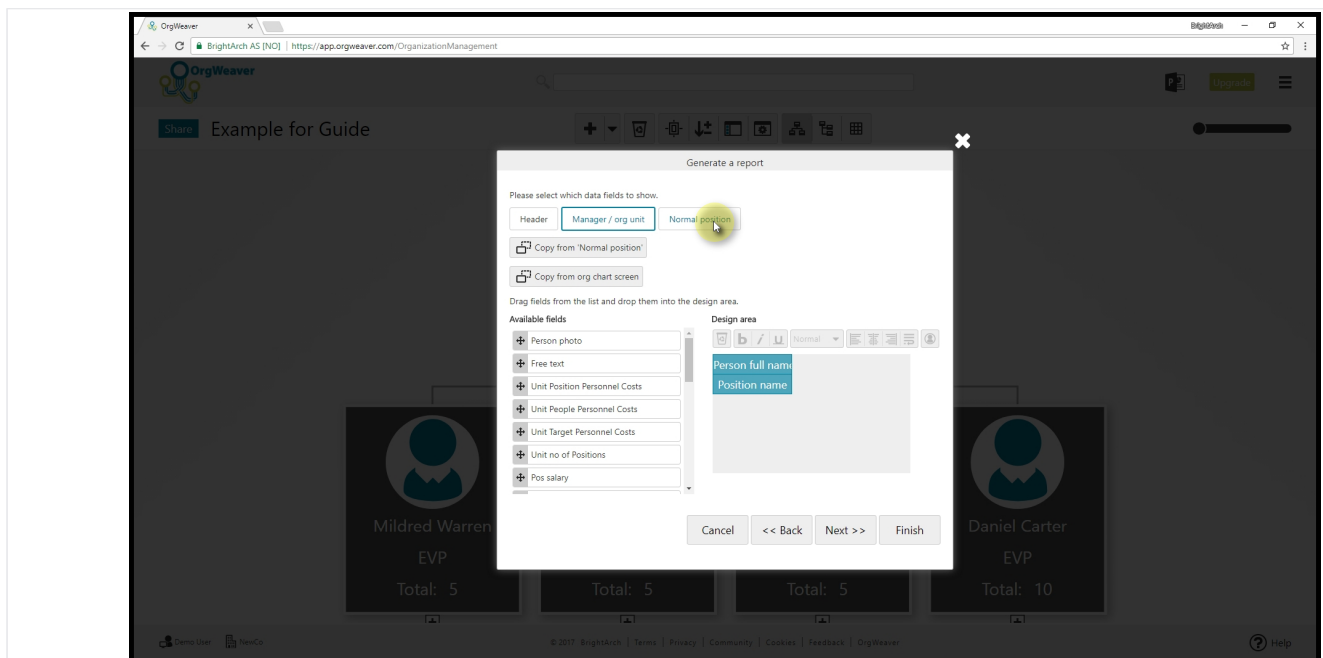 OrgWeaver
BrightArch
BrightArch AS [NO] | https://app.orgweaver.com/OrganizationManagement
OrgWeaver
Upgrade
Share Example for Guide
Generate a report
Please select which data fields to show.
Header Manager / org unit Normal position
Copy from 'Normal position'
Copy from org chart screen
Drag fields from the list and drop them into the design area.
Available fields Design area
b i u Normal
Person photo
Free text
Unit Position Personnel Costs
Unit People Personnel Costs
Unit Target Personnel Costs
Unit no of Positions
Pos salary
Person full name
Position name
Cancel << Back Next >> Finish
Mildred Warren Daniel Carter
EVP EVP
Total: 5 Total: 5 Total: 5 Total: 10
Demo User NewCo © 2017 BrightArch | Terms | Privacy | Community | Cookies | Feedback | OrgWeaver ? Help